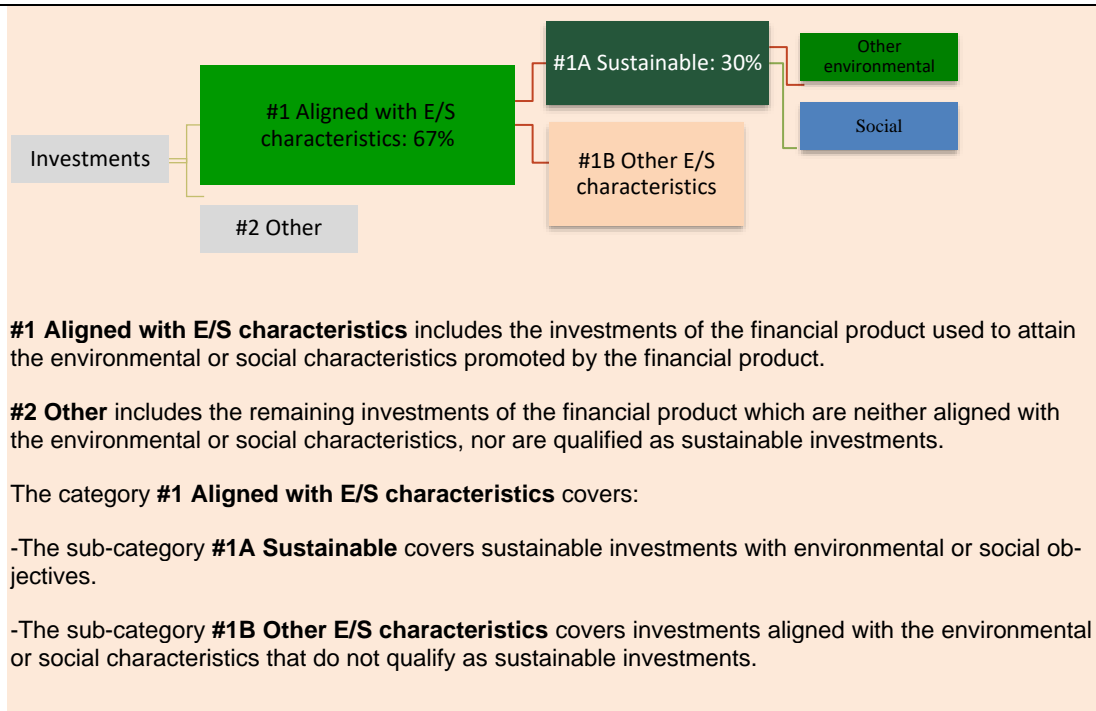 Investments
#1 Aligned with E/S
characteristics: 67%
#2 Other
#1A Sustainable: 30%
#1B Other E/S
characteristics
Other
environmental
Social
#1 Aligned with E/S characteristics includes the investments of the financial product used to attain
the environmental or social characteristics promoted by the financial product.
#2 Other includes the remaining investments of the financial product which are neither aligned with
the environmental or social characteristics, nor are qualified as sustainable investments.
The category #1 Aligned with E/S characteristics covers:
-The sub-category #1A Sustainable covers sustainable investments with environmental or social ob-
jectives.
-The sub-category #1B Other E/S characteristics covers investments aligned with the environmental
or social characteristics that do not qualify as sustainable investments.